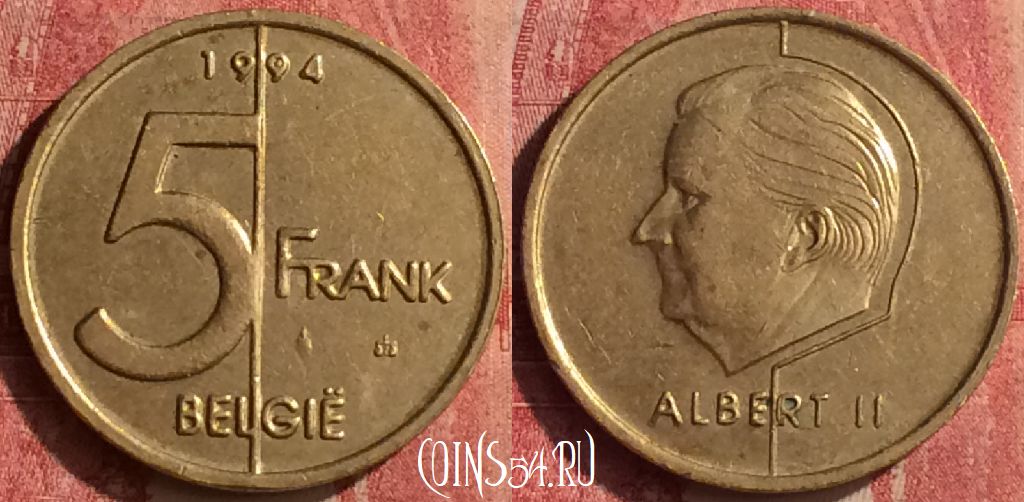 1994
5
FRANK
BELGIË
ALBERT II
COINS54.RU